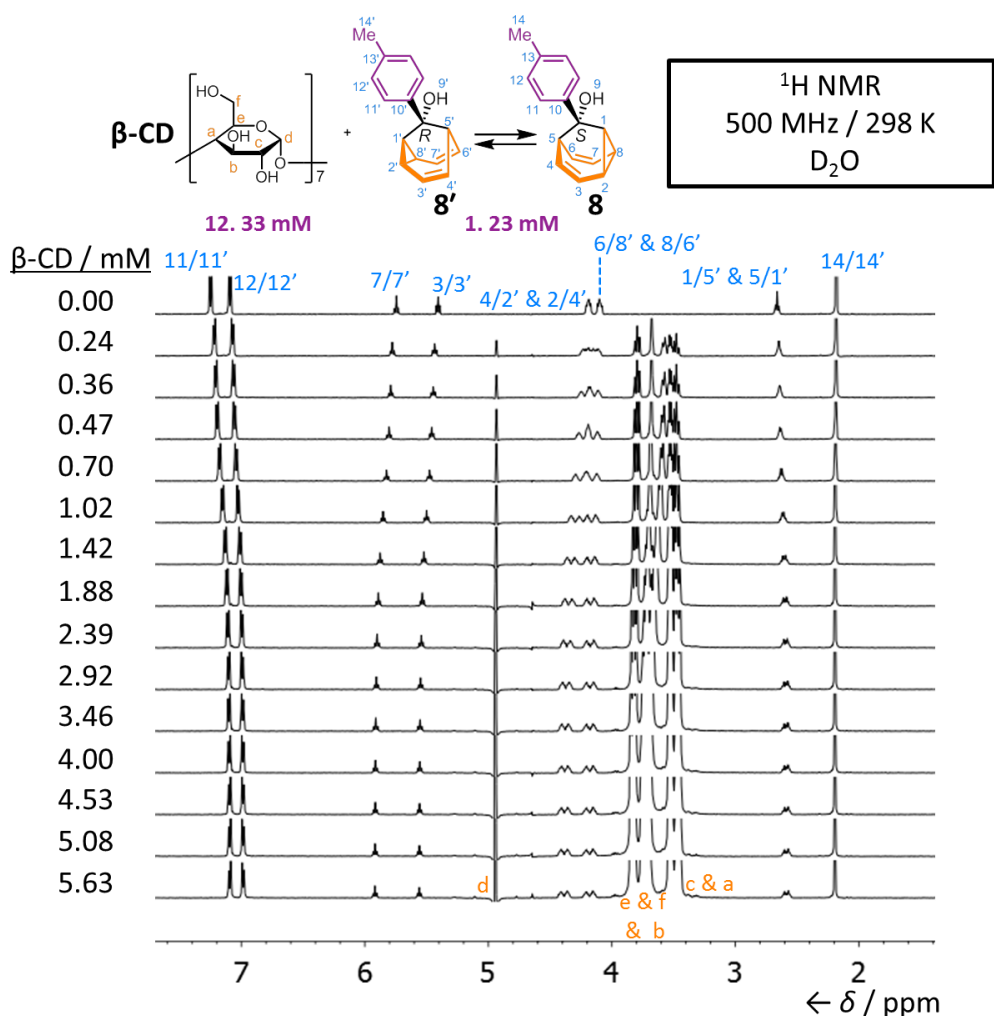 14'
Me
13'
12'
11'
10'
9'
OH
R
5'
1'
8'
7'
6'
2'
3'
4'
8'
14
Me
13
12
11
10
9
OH
S
1
5
6
7
8
4
3
2
8
β-CD
HO
f
e
O
a
OH
d
c
b
O
OH
7
+
12. 33 mM
1. 23 mM
¹H NMR
500 MHz / 298 K
D₂O
β-CD / mM
11/11’
12/12’
7/7’
3/3’
4/2’ & 2/4’
6/8’ & 8/6’
1/5’ & 5/1’
14/14’
0.00
0.24
0.36
0.47
0.70
1.02
1.42
1.88
2.39
2.92
3.46
4.00
4.53
5.08
5.63
d
e & f
& b
c & a
7
6
5
4
3
2
← δ / ppm